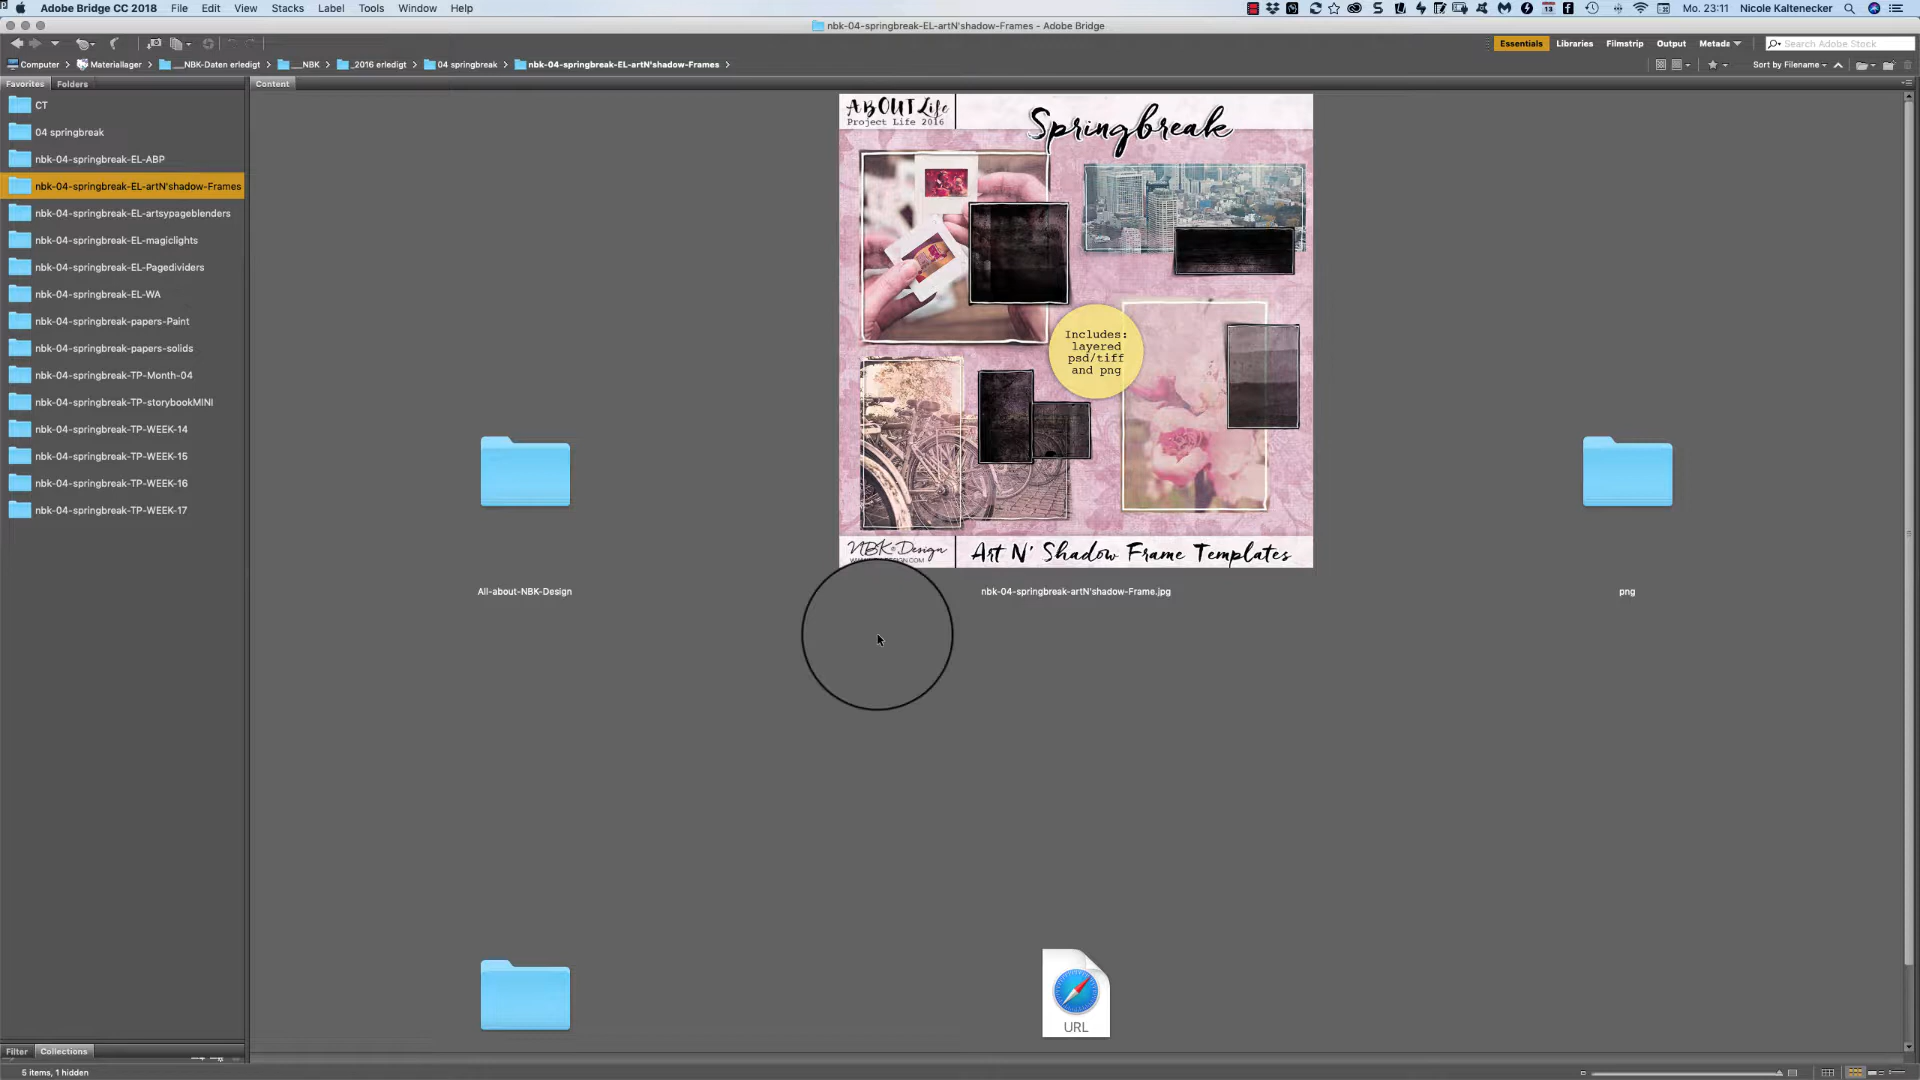 Adobe Bridge CC 2018 File Edit View Stacks Label Tools Window Help
13
Mo. 23:11 Nicole Kaltenecker
nbk-04-springbreak-EL-artN'shadow-Frames - Adobe Bridge
Essentials Libraries Filmstrip Output Metada
Search Adobe Stock
Computer Materiallager __NBK-Daten erledigt __NBK _2016 erledigt 04 springbreak nbk-04-springbreak-EL-artN'shadow-Frames
Sort by Filename
Favorites Folders
Content
CT
04 springbreak
nbk-04-springbreak-EL-ABP
nbk-04-springbreak-EL-artN'shadow-Frames
nbk-04-springbreak-EL-artsypageblenders
nbk-04-springbreak-EL-magiclights
nbk-04-springbreak-EL-Pagedividers
nbk-04-springbreak-EL-WA
nbk-04-springbreak-papers-Paint
nbk-04-springbreak-papers-solids
nbk-04-springbreak-TP-Month-04
nbk-04-springbreak-TP-storybookMINI
nbk-04-springbreak-TP-WEEK-14
nbk-04-springbreak-TP-WEEK-15
nbk-04-springbreak-TP-WEEK-16
nbk-04-springbreak-TP-WEEK-17
ABOUT Life
Project Life 2016
Springbreak
Includes:
layered
psd/tiff
and png
NBK Design
Art N' Shadow Frame Templates
All-about-NBK-Design
nbk-04-springbreak-artN'shadow-Frame.jpg
png
URL
Filter Collections
5 items, 1 hidden